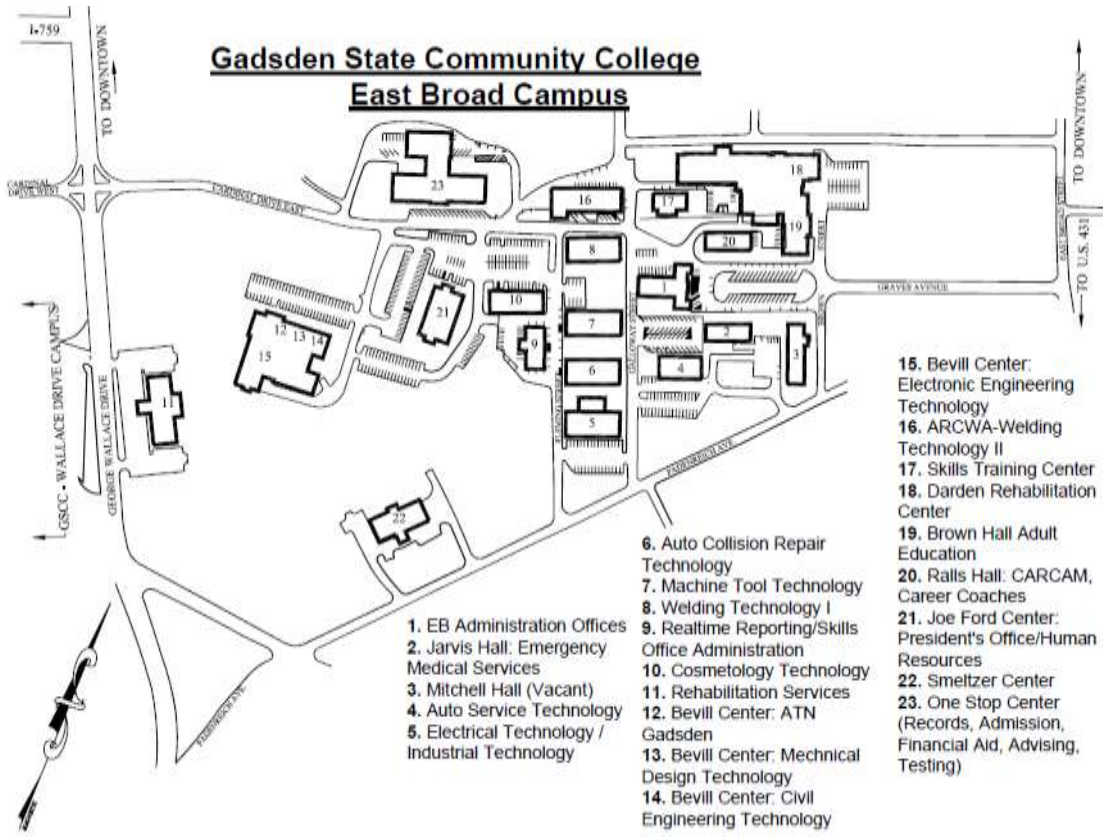 I-759
TO DOWNTOWN
Gadsden State Community College
East Broad Campus
TO DOWNTOWN
CARDINAL DRIVE WEST
CARDINAL DRIVE EAST
23
16
17
18
19
20
8
1
10
21
9
7
2
3
6
4
5
12
13
14
15
11
22
GRAVES AVENUE
EAST BROAD STREET
TO U.S. 431
BROWN
STREET
GALLOWAY STREET
GSCC - WALLACE DRIVE CAMPUS
GEORGE WALLACE DRIVE
1. EB Administration Offices
2. Jarvis Hall: Emergency
Medical Services
3. Mitchell Hall (Vacant)
4. Auto Service Technology
5. Electrical Technology /
Industrial Technology
6. Auto Collision Repair
Technology
7. Machine Tool Technology
8. Welding Technology I
9. Realtime Reporting/Skills
Office Administration
10. Cosmetology Technology
11. Rehabilitation Services
12. Bevill Center: ATN
Gadsden
13. Bevill Center: Mechnical
Design Technology
14. Bevill Center: Civil
Engineering Technology
15. Bevill Center:
Electronic Engineering
Technology
16. ARCWA-Welding
Technology II
17. Skills Training Center
18. Darden Rehabilitation
Center
19. Brown Hall Adult
Education
20. Ralls Hall: CARCAM,
Career Coaches
21. Joe Ford Center:
President's Office/Human
Resources
22. Smeltzer Center
23. One Stop Center
(Records, Admission,
Financial Aid, Advising,
Testing)